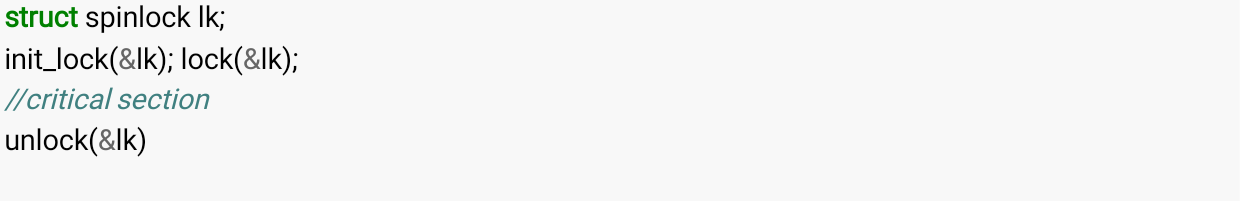 struct spinlock lk;
init_lock(&lk); lock(&lk);
//critical section
unlock(&lk)